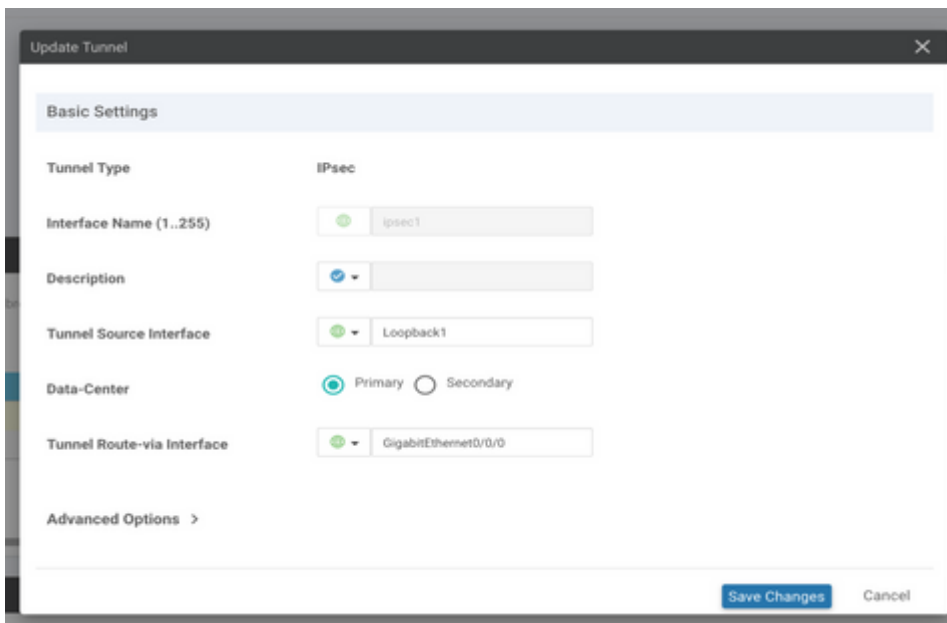 Update Tunnel
Basic Settings
Tunnel Type IPsec
Interface Name (1..255) ipsec1
Description
Tunnel Source Interface Loopback1
Data-Center Primary Secondary
Tunnel Route-via Interface GigabitEthernet0/0/0
Advanced Options >
Save Changes Cancel